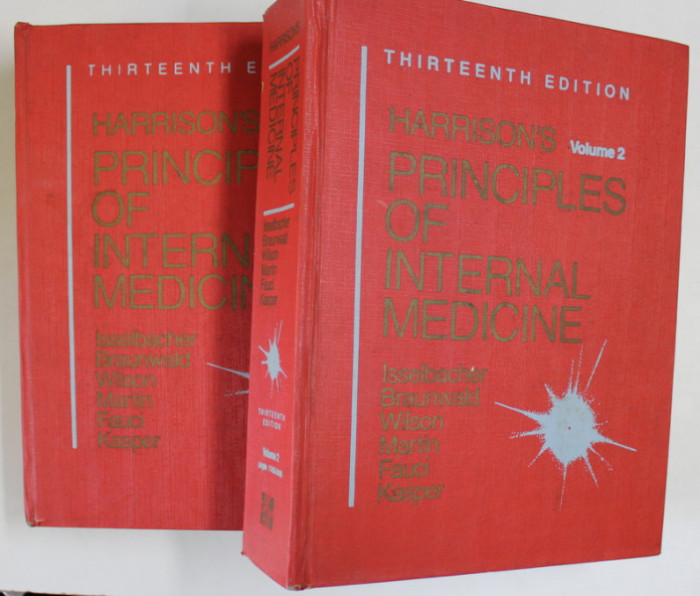 THIRTEENTH E
HARRISON'S
PRINCIP
OF
INTERN
MEDICIN
Isselbacher
Braunwald
Wilson
Martin
Fauci
Kasper
HARRISON'S
PRINCIPLES
OF
INTERNAL
MEDICINE
Isselbacher
Braunwald
Wilson
Martin
Fauci
Kasper
THIRTEENTH
EDITION
Volume 2
THIRTEENTH EDITION
HARRISON'S
Volume 2
PRINCIPLES
OF
INTERNAL
MEDICINE
Isselbacher
Braunwald
Wilson
Martin
Fauci
Kasper